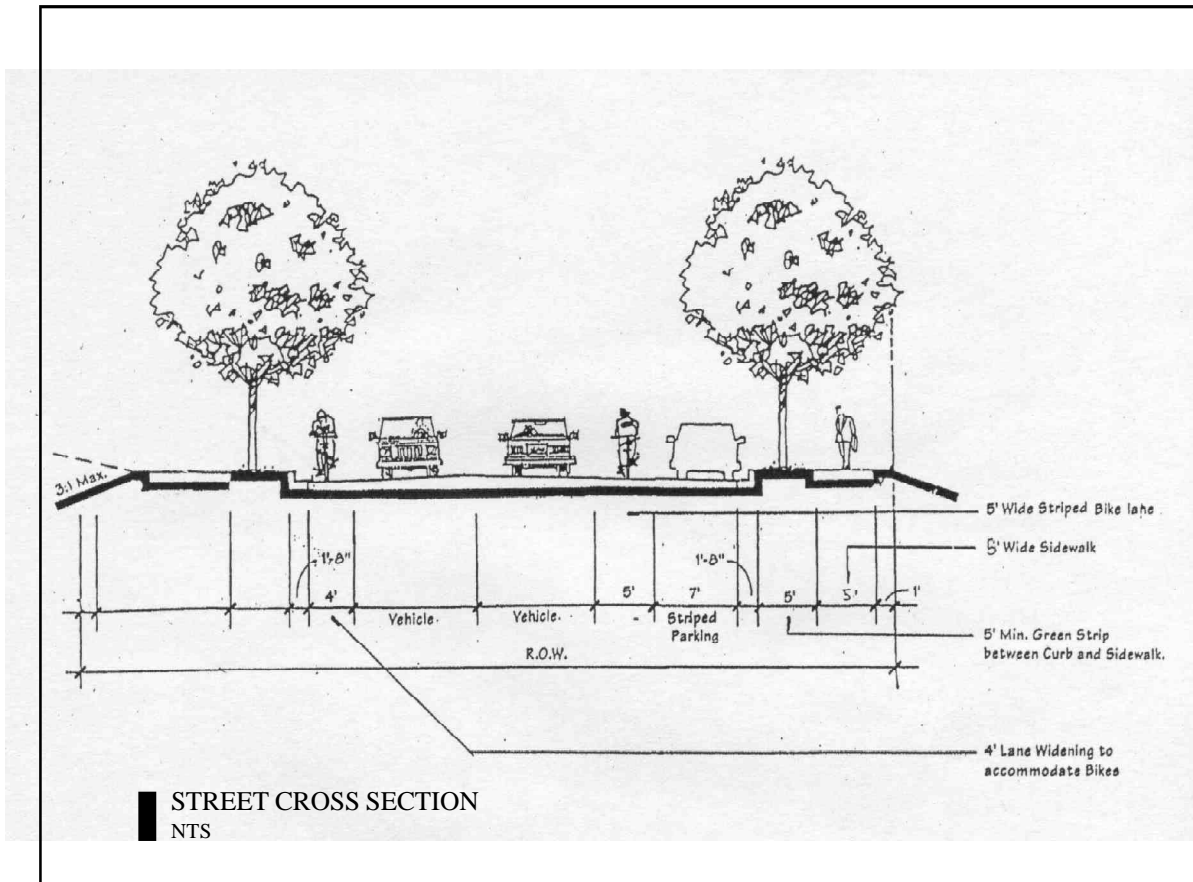 3:1 Max.
5' Wide Striped Bike lane
1'-8"
1'-8"
5' Wide Sidewalk
4'
Vehicle
Vehicle
5'
7'
Striped
Parking
5'
5'
1'
5' Min. Green Strip
between Curb and Sidewalk.
R.O.W.
4' Lane Widening to
accommodate Bikes
STREET CROSS SECTION
NTS